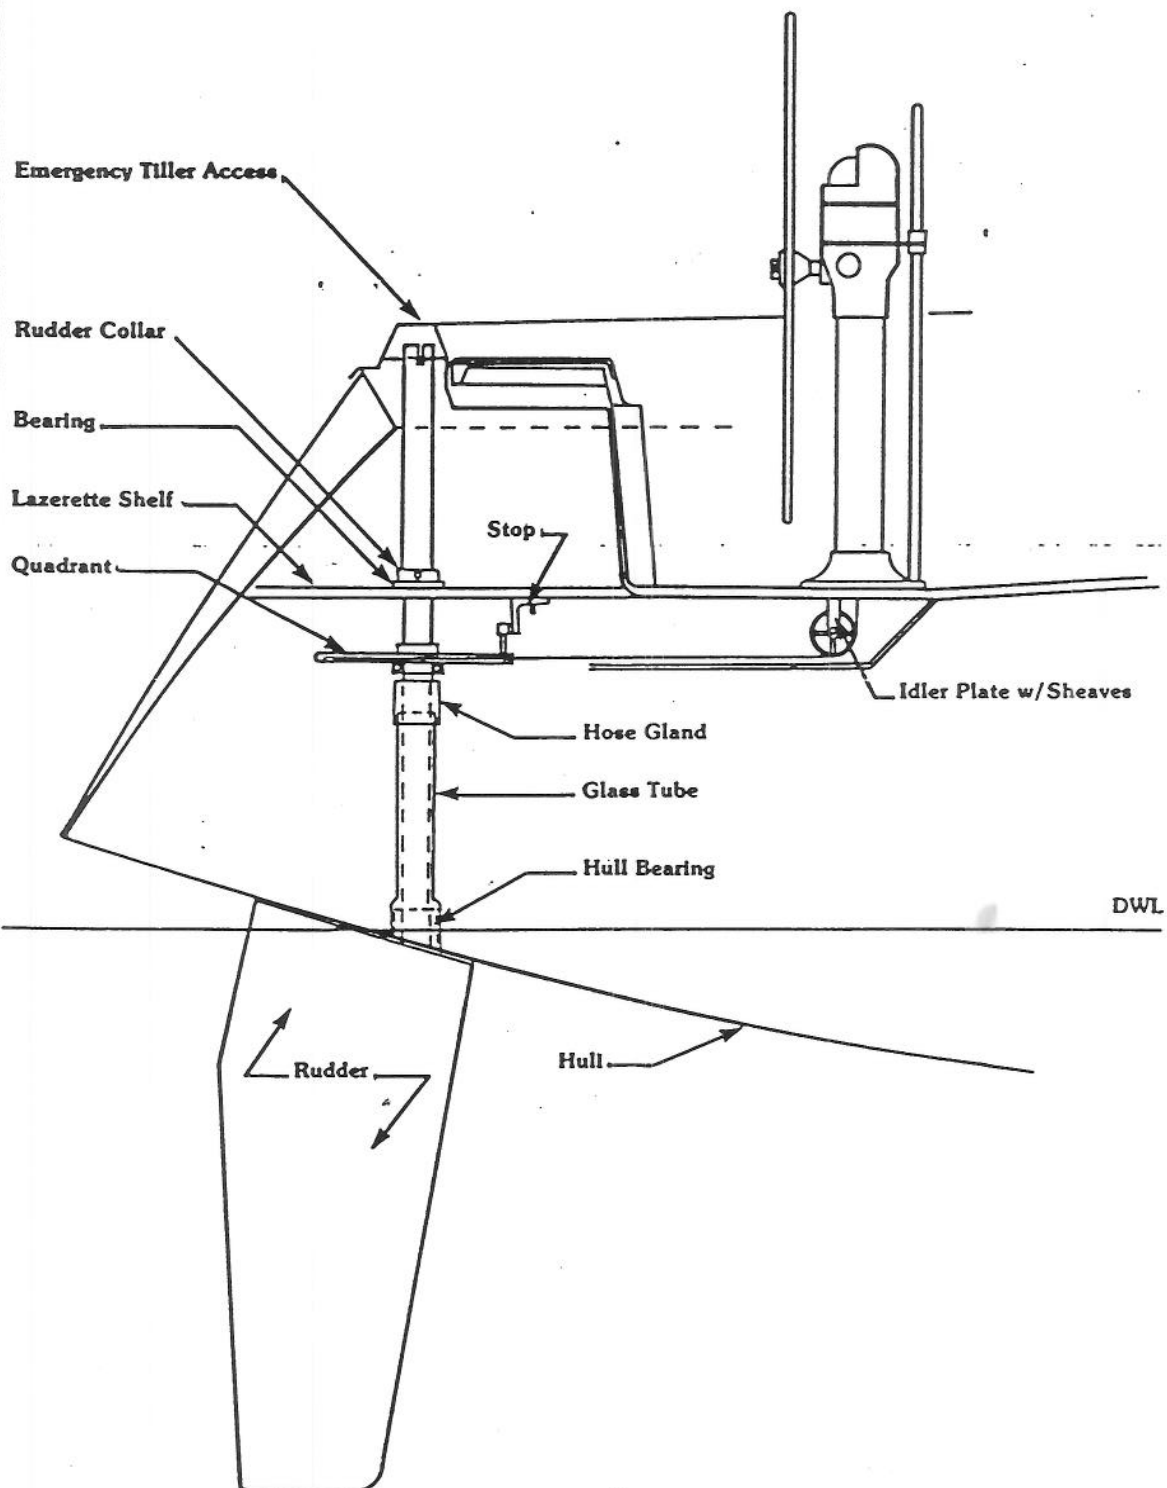 Emergency Tiller Access
Rudder Collar
Bearing
Lazerette Shelf
Stop
Quadrant
Idler Plate w/Sheaves
Hose Gland
Glass Tube
Hull Bearing
DWL
Hull
Rudder